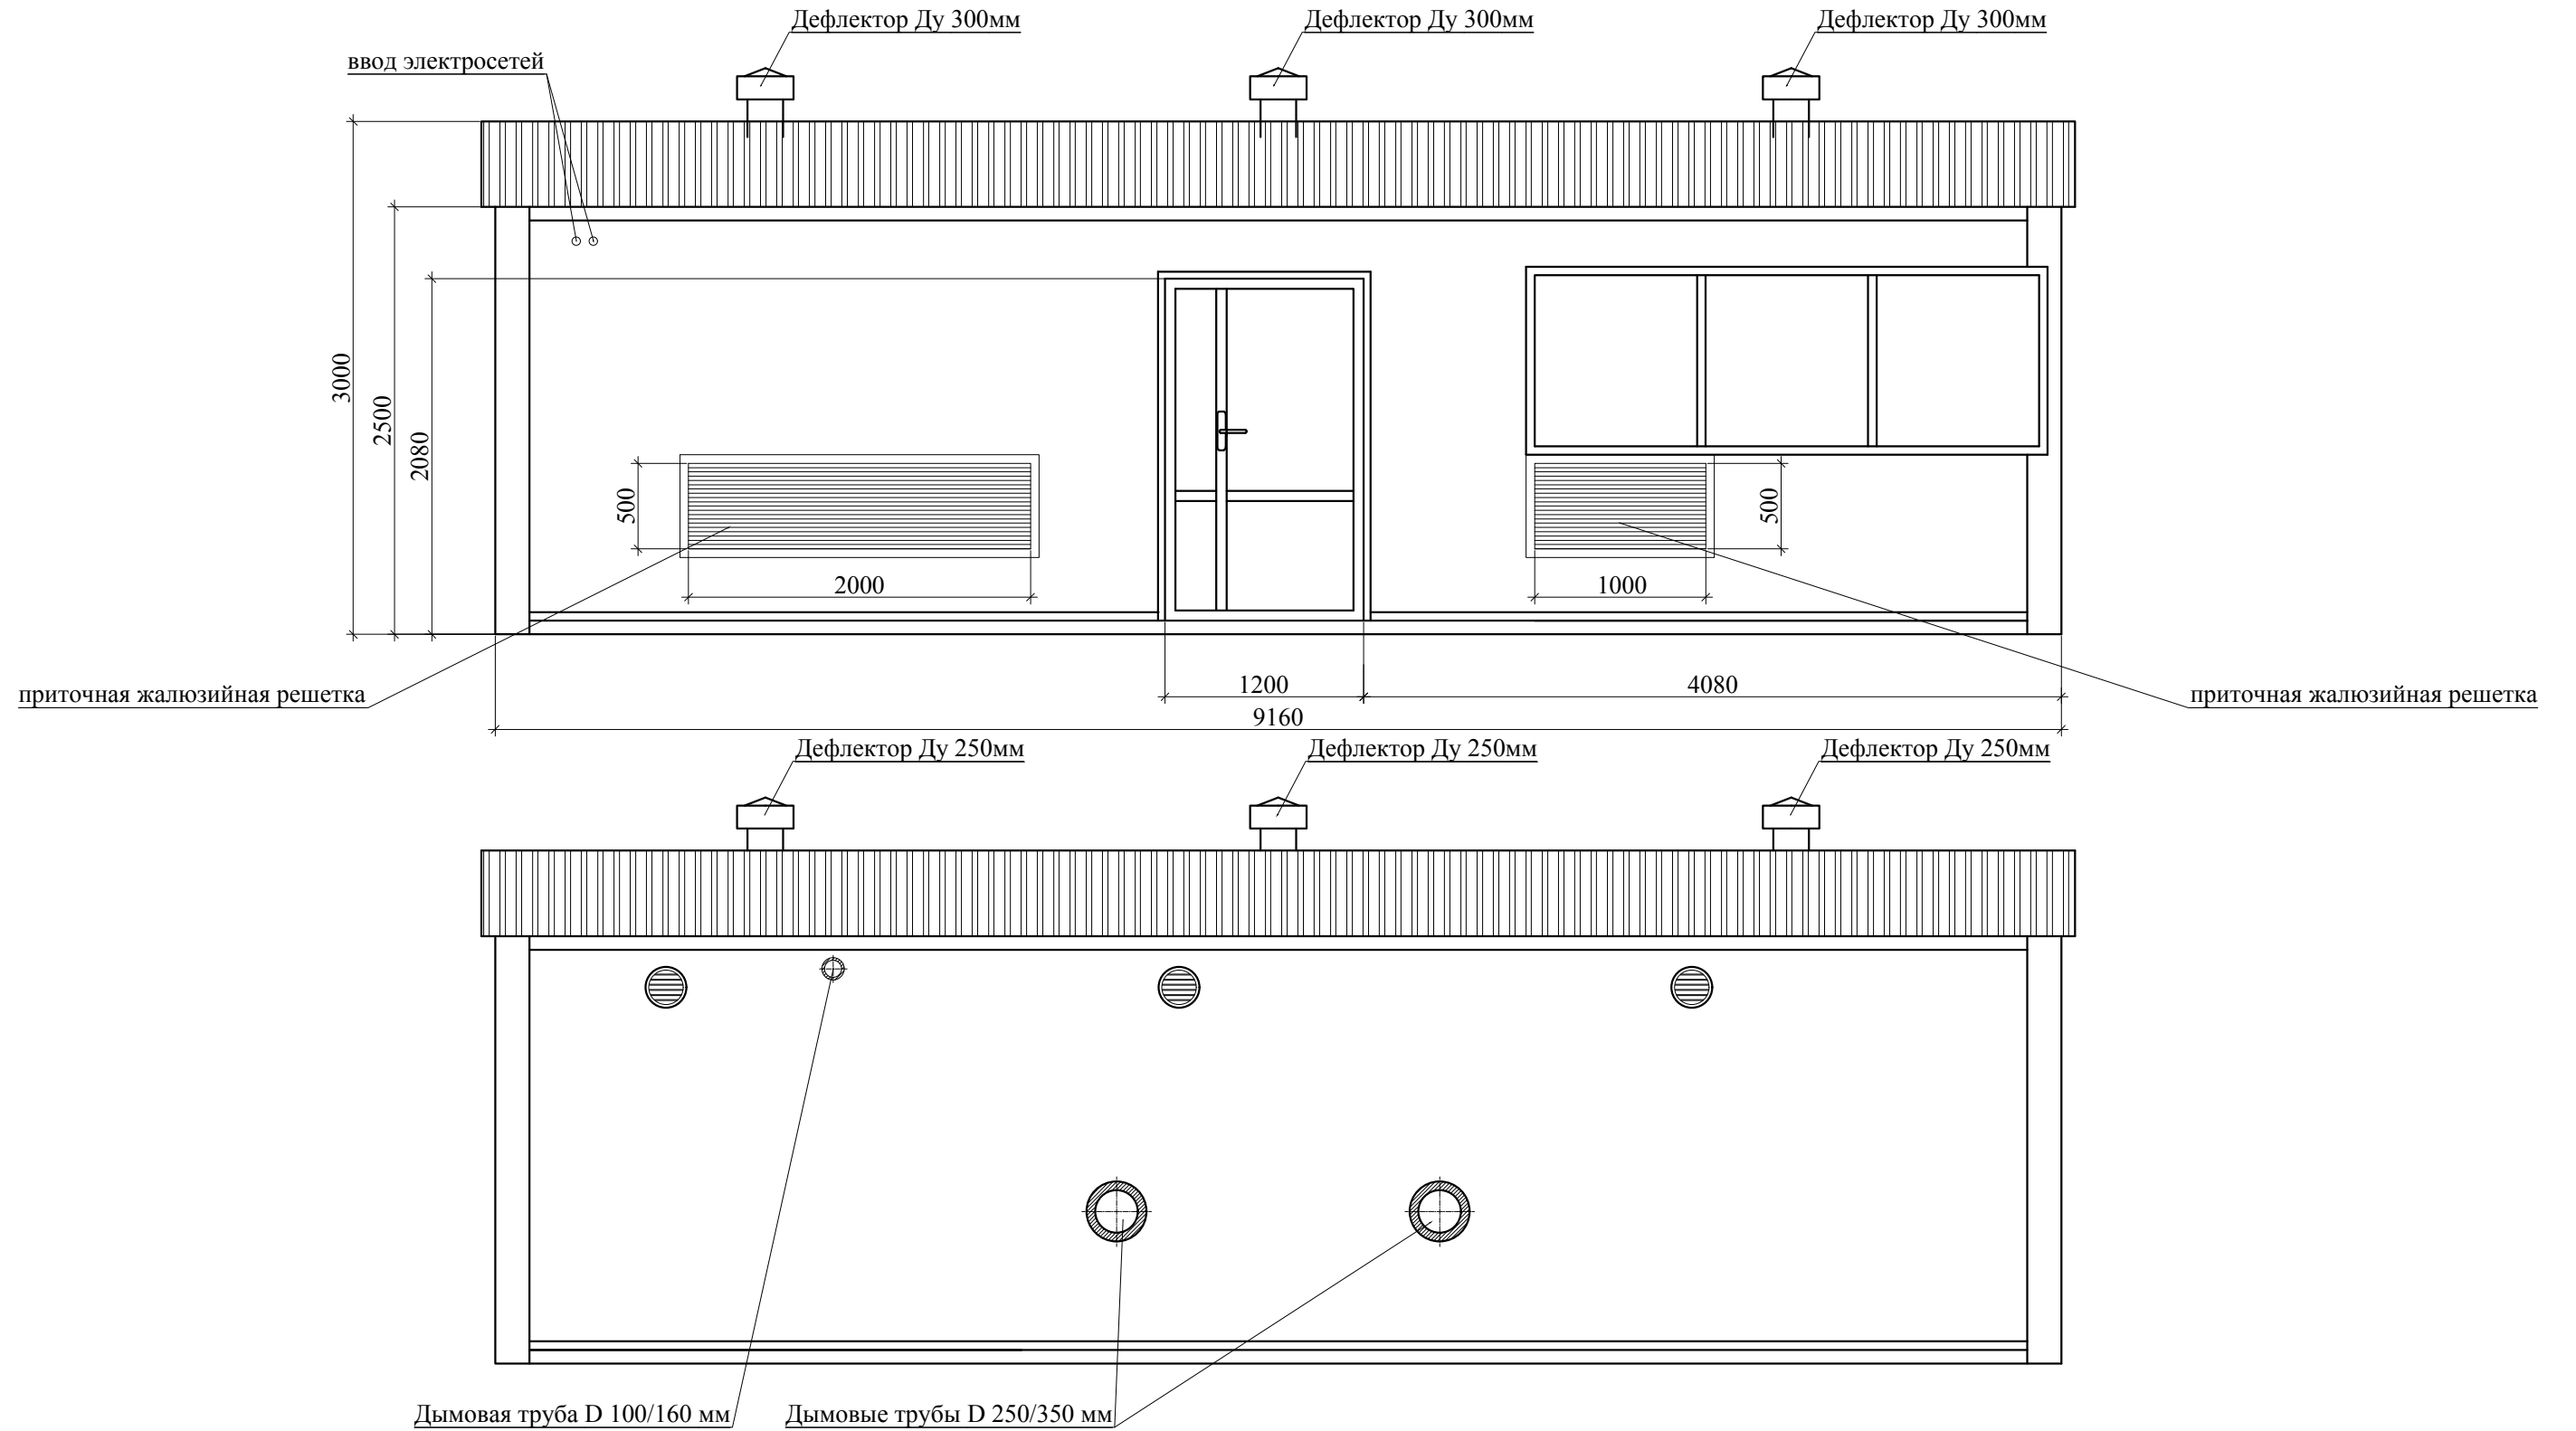 Дефлектор Ду 300мм
Дефлектор Ду 300мм
Дефлектор Ду 300мм
ввод электросетей
3000
2500
2080
500
2000
500
1000
приточная жалюзийная решетка
1200
4080
приточная жалюзийная решетка
9160
Дефлектор Ду 250мм
Дефлектор Ду 250мм
Дефлектор Ду 250мм
Дымовая труба D 100/160 мм
Дымовые трубы D 250/350 мм